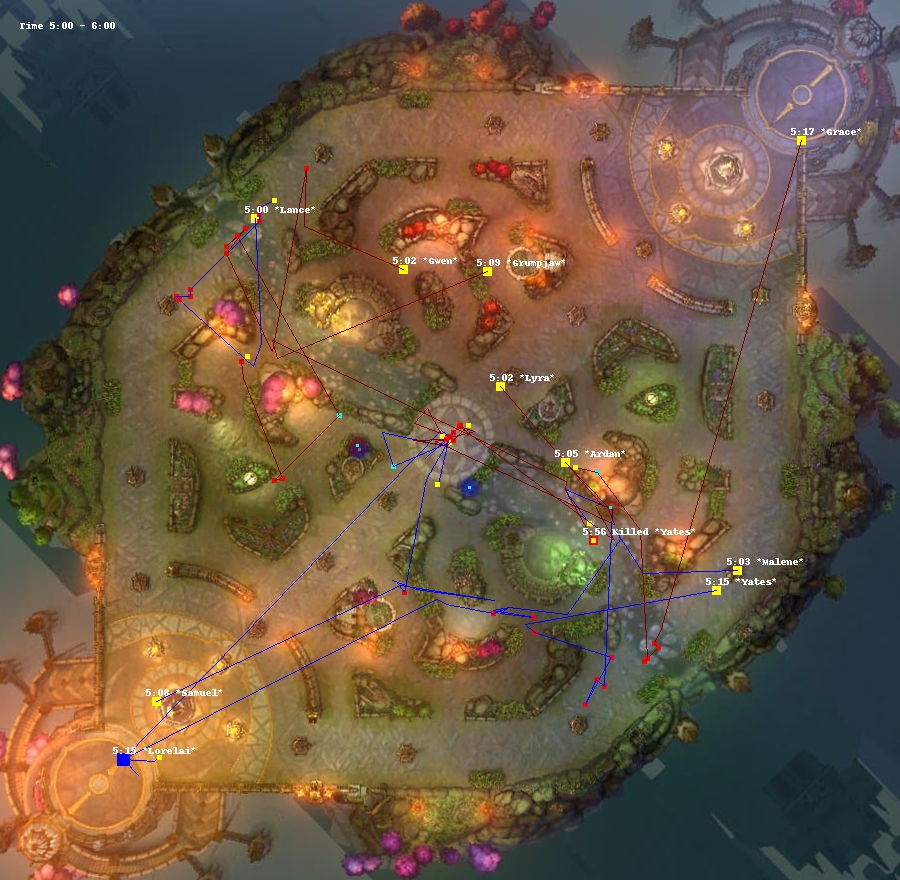 Time 5:00 - 6:00
5:17 *Grace*
5:00 *Lance*
5:02 *Gwen*
5:09 *Grumpjaw*
5:02 *Lyra*
5:05 *Ardan*
5:56 Killed *Yates*
5:03 *Malene*
5:15 *Yates*
5:08 *Samuel*
5:15 *Lorelai*